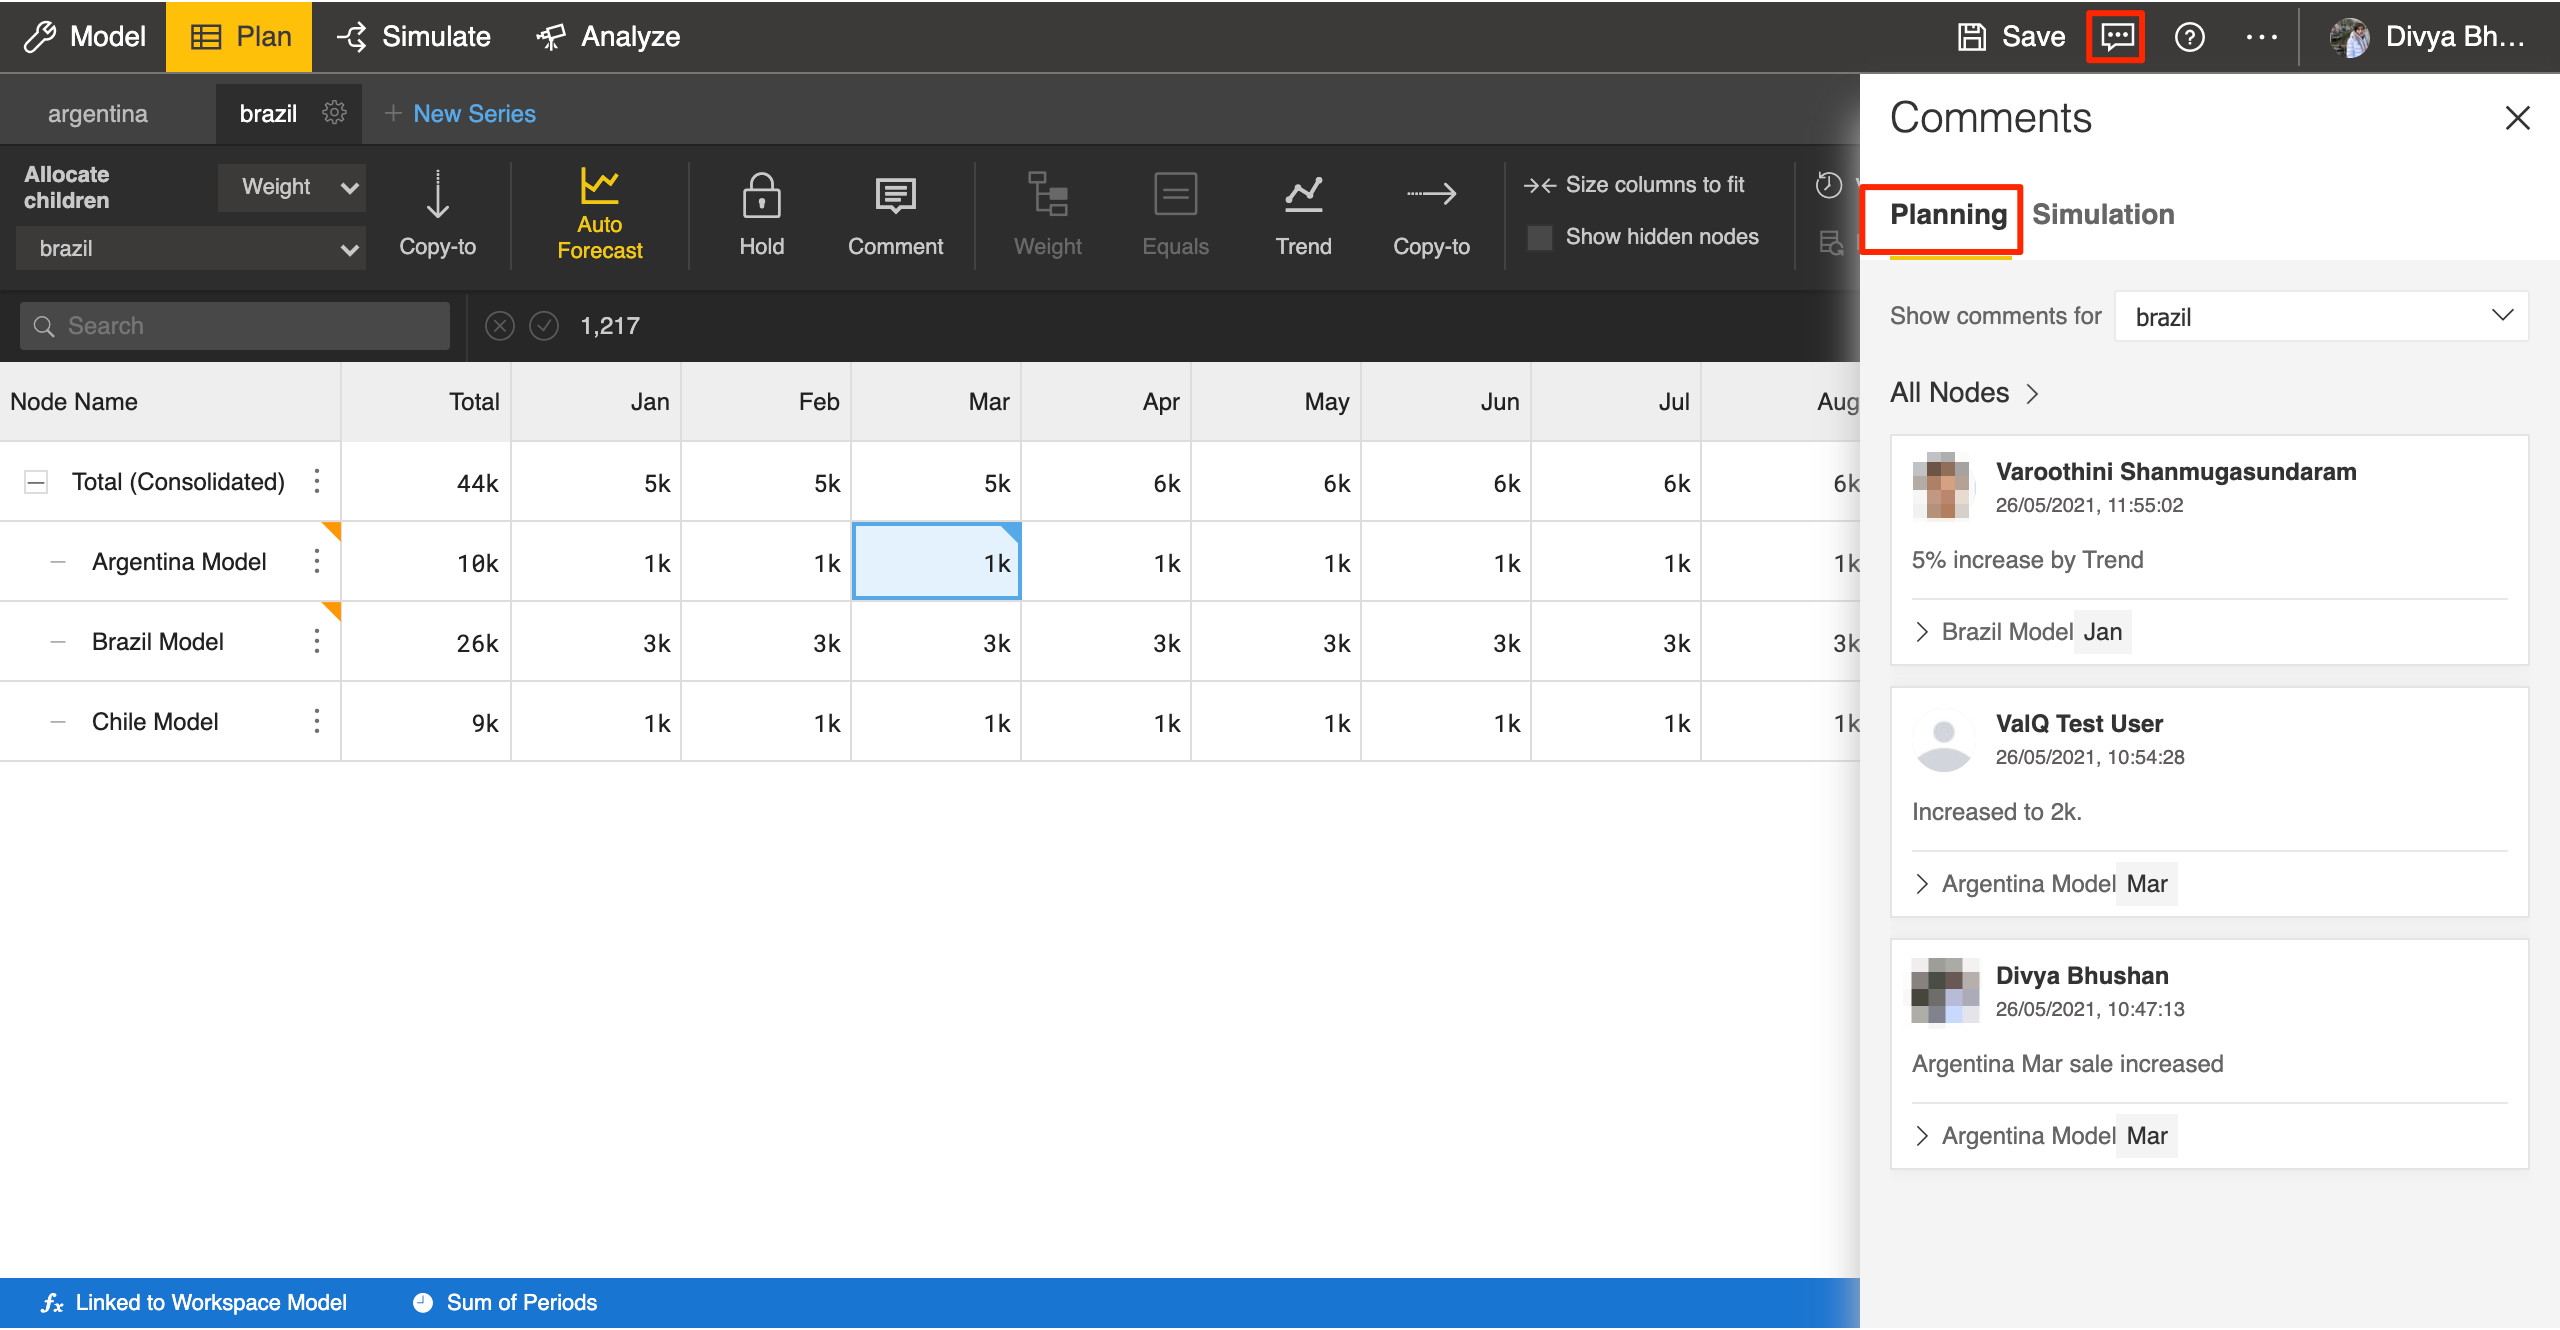 Model Plan Simulate Analyze Save Divya Bh...
argentina brazil + New Series
Allocate children Weight
brazil
Copy-to
Auto Forecast
Hold
Comment
Weight
Equals
Trend
Copy-to
Size columns to fit
Show hidden nodes
Search 1,217
Node Name Total Jan Feb Mar Apr May Jun Jul Aug
Total (Consolidated) 44k 5k 5k 5k 6k 6k 6k 6k 6k
Argentina Model 10k 1k 1k 1k 1k 1k 1k 1k 1k
Brazil Model 26k 3k 3k 3k 3k 3k 3k 3k 3k
Chile Model 9k 1k 1k 1k 1k 1k 1k 1k 1k
fx Linked to Workspace Model Sum of Periods
Comments
Planning Simulation
Show comments for brazil
All Nodes
Varoothini Shanmugasundaram
26/05/2021, 11:55:02
5% increase by Trend
Brazil Model Jan
ValQ Test User
26/05/2021, 10:54:28
Increased to 2k.
Argentina Model Mar
Divya Bhushan
26/05/2021, 10:47:13
Argentina Mar sale increased
Argentina Model Mar